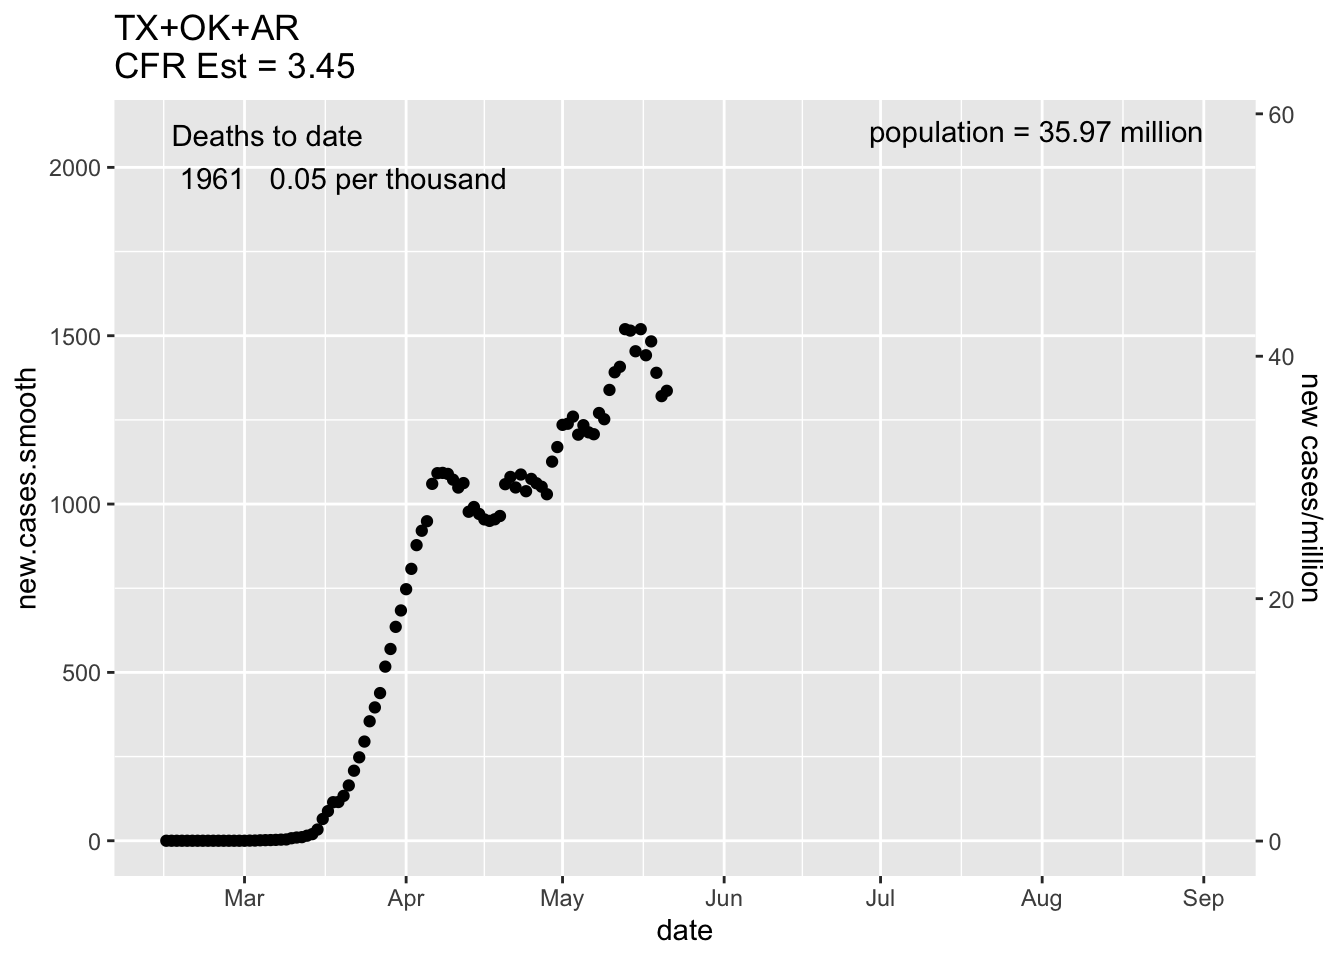 TX+OK+AR
CFR Est = 3.45
Deaths to date
1961 0.05 per thousand
population = 35.97 million
new.cases.smooth
2000
1500
1000
500
0
60
40
20
0
new cases/million
Mar Apr May Jun Jul Aug Sep
date